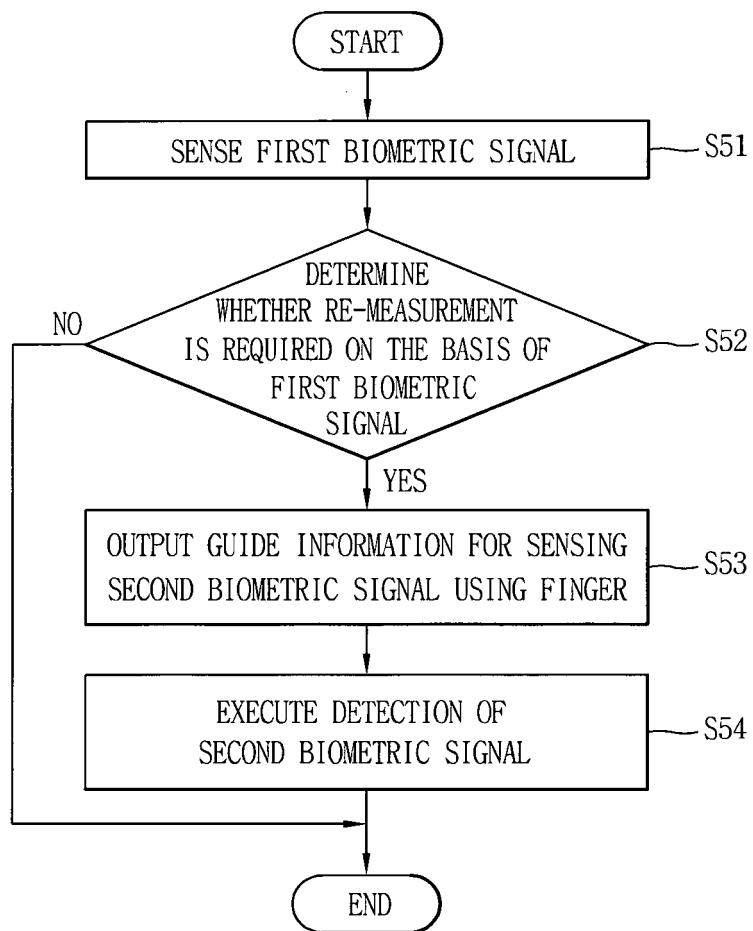 START
SENSE FIRST BIOMETRIC SIGNAL
S51
DETERMINE
WHETHER RE-MEASUREMENT
IS REQUIRED ON THE BASIS OF
FIRST BIOMETRIC
SIGNAL
NO
S52
YES
OUTPUT GUIDE INFORMATION FOR SENSING
SECOND BIOMETRIC SIGNAL USING FINGER
S53
EXECUTE DETECTION OF
SECOND BIOMETRIC SIGNAL
S54
END